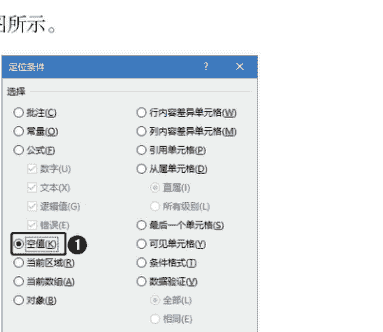 图所示。
定位条件 ? ×
选择
批注(C) 行内容差异单元格(W)
常量(O) 列内容差异单元格(M)
公式(F) 引用单元格(P)
数字(U) 从属单元格(D)
文本(X) 直属(I)
逻辑值(G) 所有级别(L)
错误(E) 最后一个单元格(S)
空值(K) 1 可见单元格(Y)
当前区域(R) 条件格式(T)
当前数组(A) 数据验证(V)
对象(B) 全部(L)
相同(E)